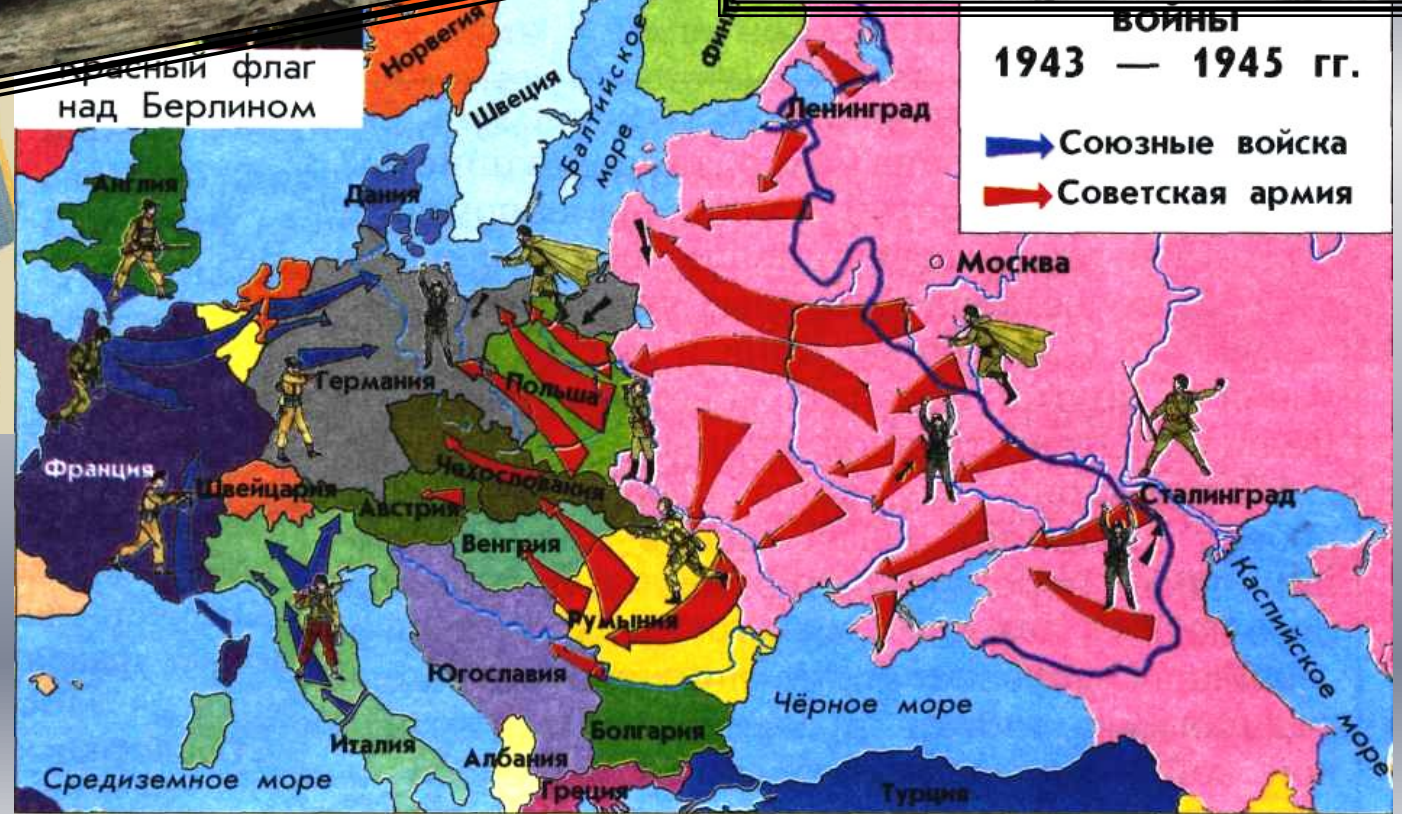 Красный флаг
над Берлином
ВОЙНЫ
1943 — 1945 гг.
Союзные войска
Советская армия
Норвегия
Швеция
Балтийское
море
Фин
Ленинград
Англия
Дания
Москва
Германия
Польша
Франция
Швейцария
Чехословакия
Австрия
Сталинград
Венгрия
Румыния
Каспийское море
Югославия
Чёрное море
Болгария
Италия
Албания
Средиземное море
Греция
Турция